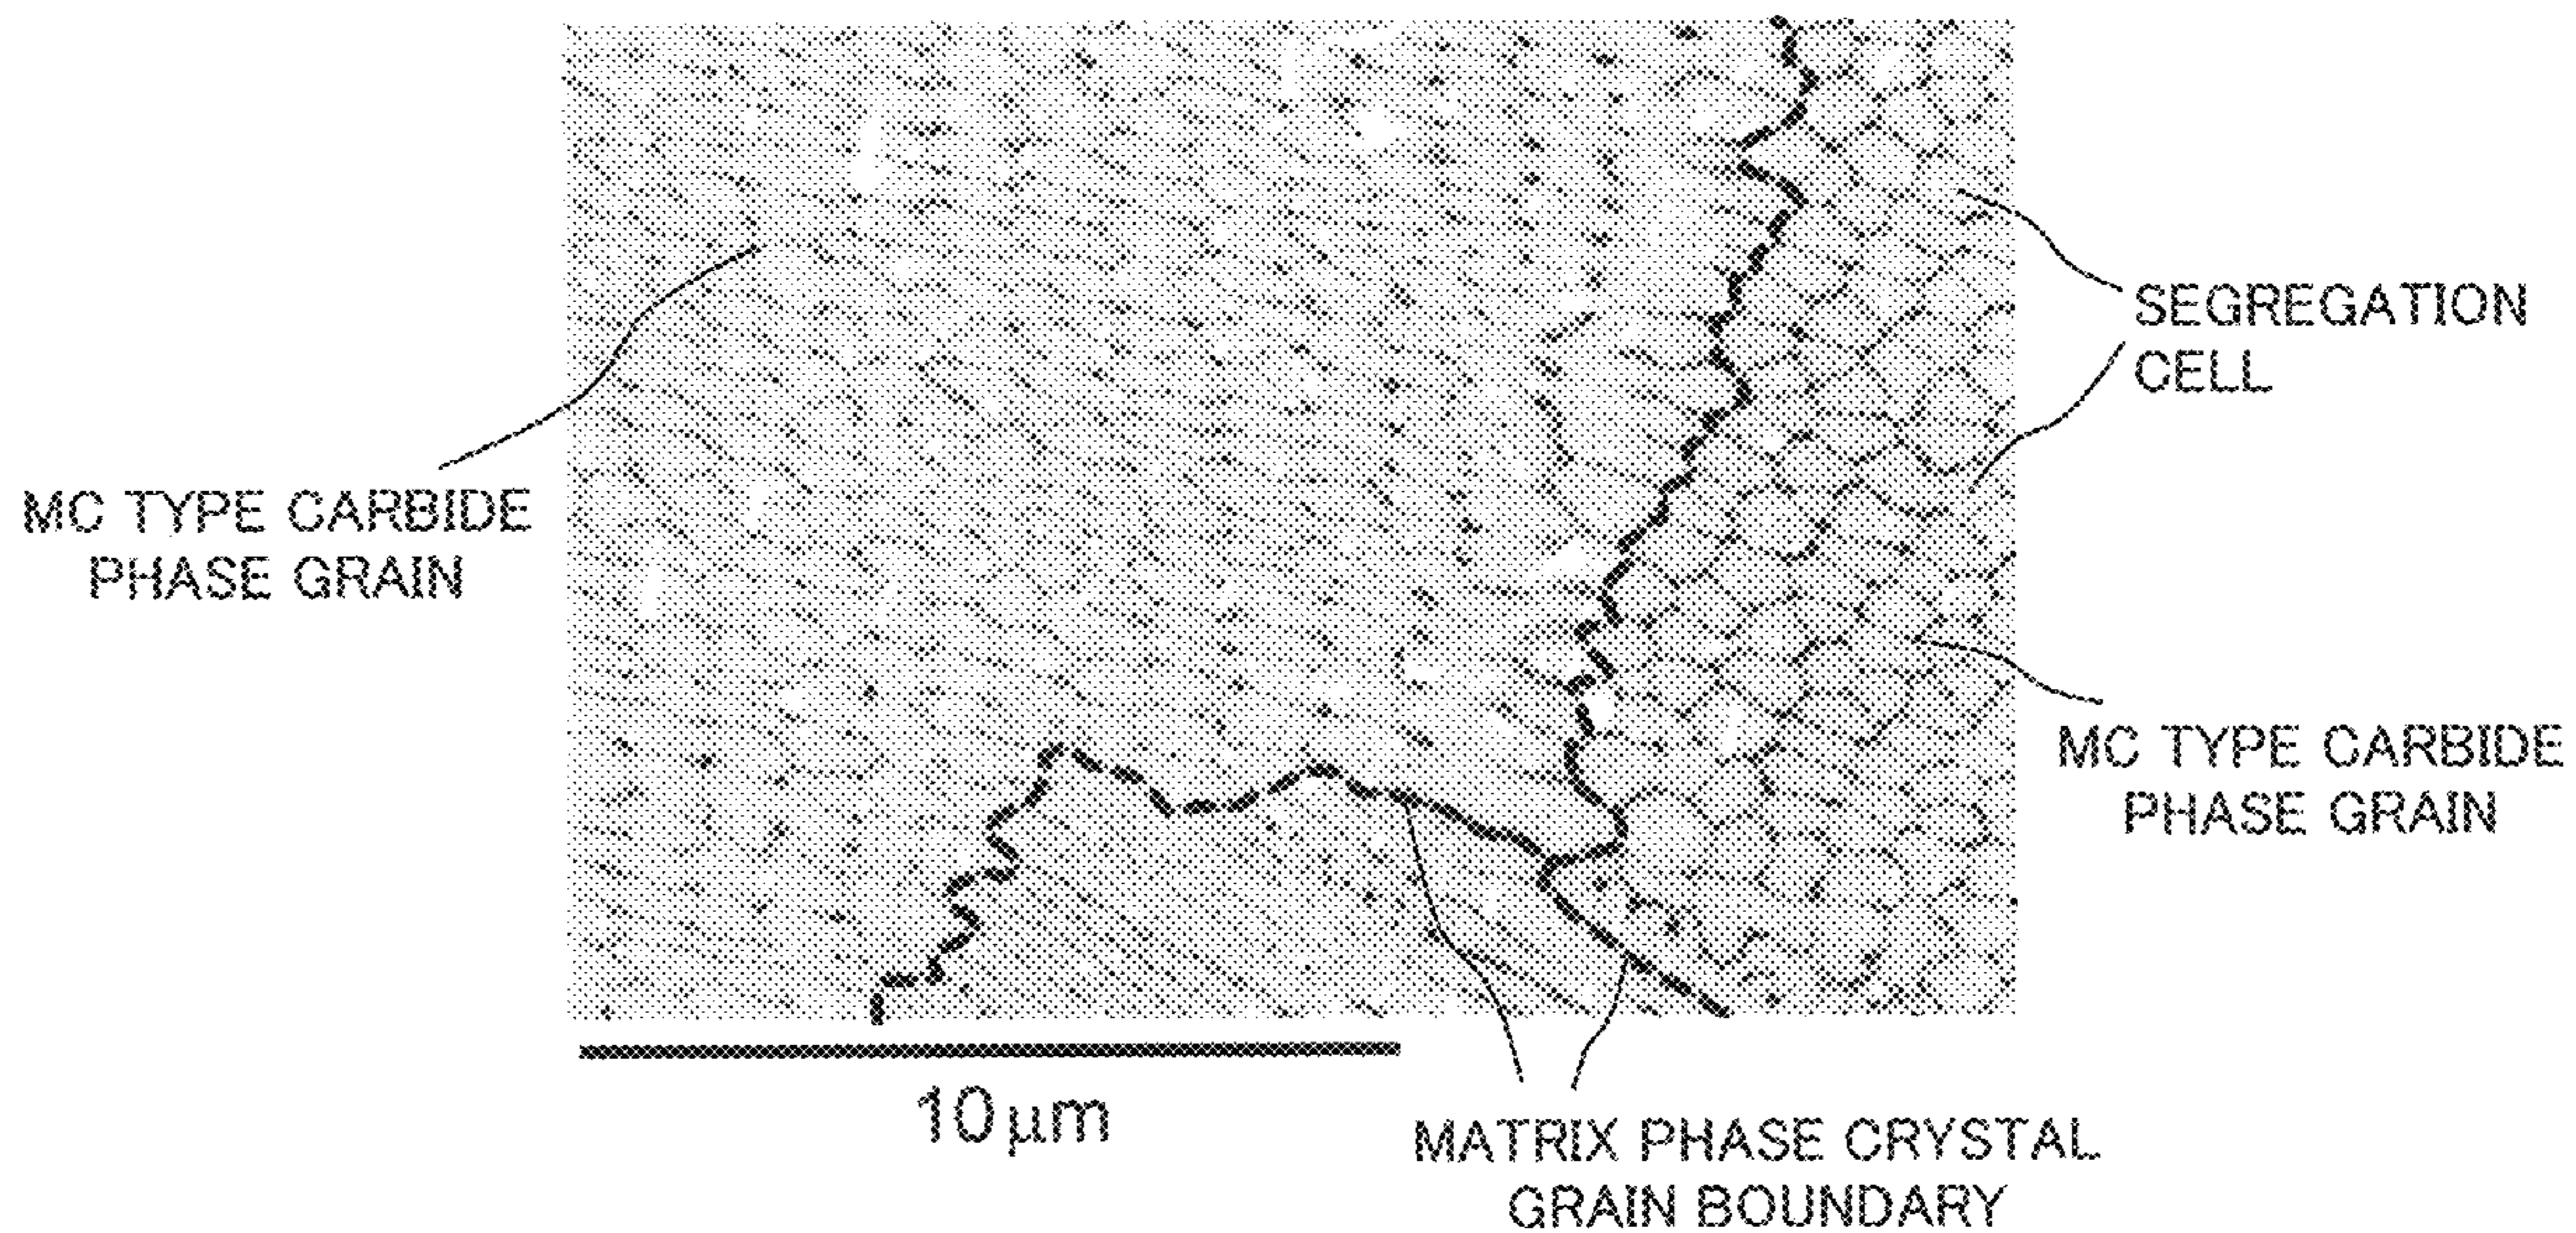 SEGREGATION
CELL
MC TYPE CARBIDE
PHASE GRAIN
MC TYPE CARBIDE
PHASE GRAIN
10μm
MATRIX PHASE CRYSTAL
GRAIN BOUNDARY